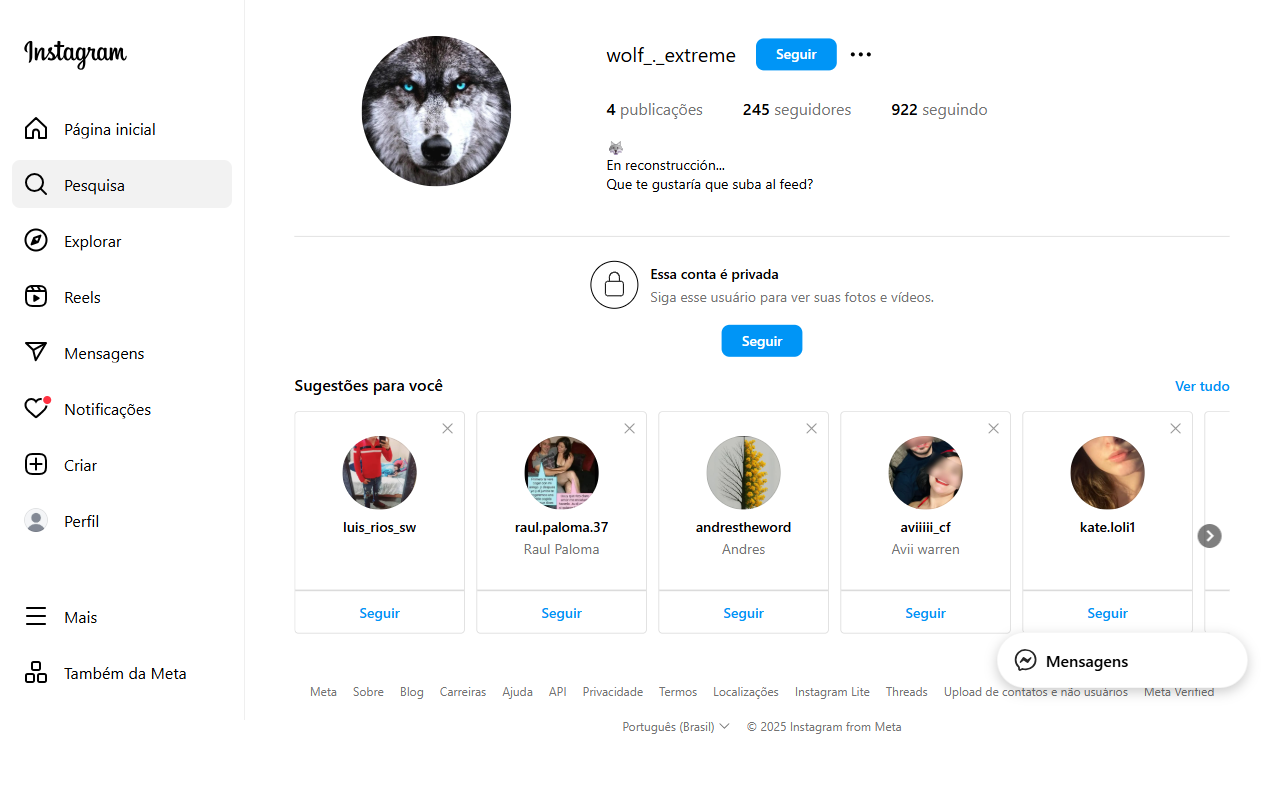 Instagram
Página inicial
Pesquisa
Explorar
Reels
Mensagens
Notificações
Criar
Perfil
Mais
Também da Meta
wolf_._extreme
Seguir
4 publicações
245 seguidores
922 seguindo
En reconstrucción...
Que te gustaría que suba al feed?
Essa conta é privada
Siga esse usuário para ver suas fotos e vídeos.
Seguir
Sugestões para você
Ver tudo
luis_rios_sw
Seguir
raul.paloma.37
Raul Paloma
Seguir
andrestheword
Andres
Seguir
aviiiii_cf
Avii warren
Seguir
kate.loli1
Seguir
Mensagens
Meta
Sobre
Blog
Carreiras
Ajuda
API
Privacidade
Termos
Localizações
Instagram Lite
Threads
Upload de contatos e não usuários
Meta Verified
Português (Brasil)
© 2025 Instagram from Meta